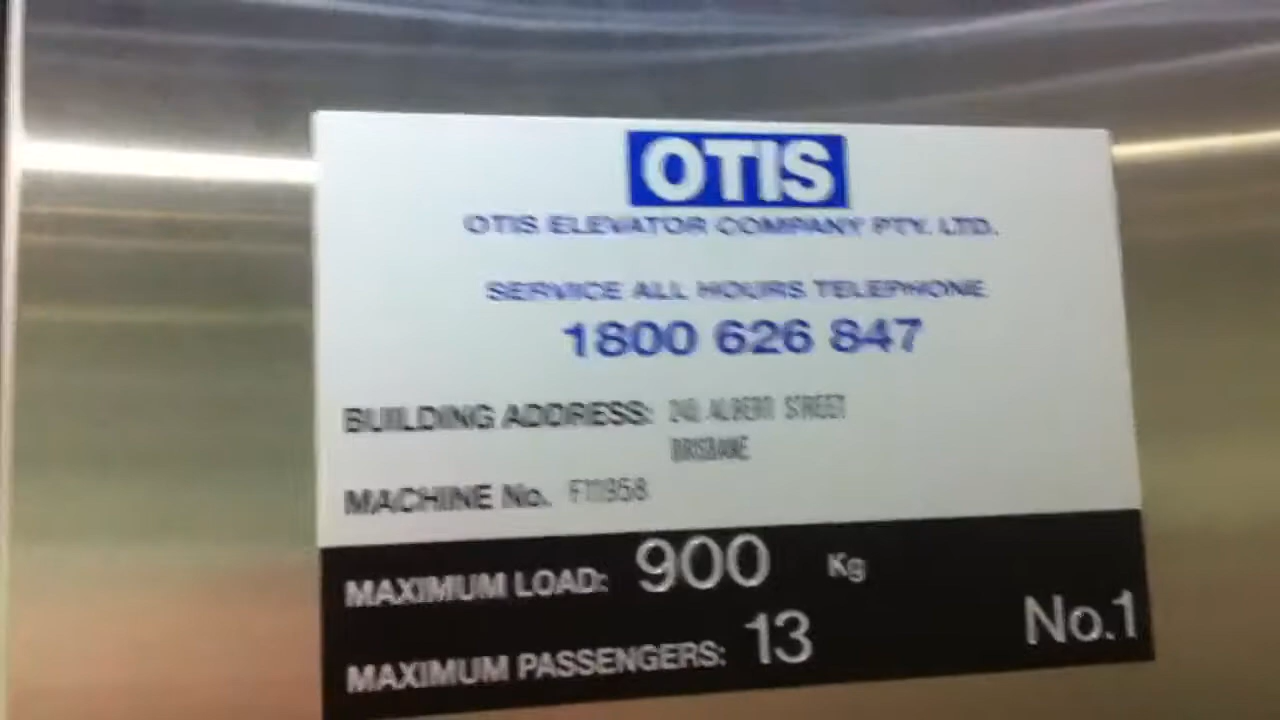 OTIS
OTIS ELEVATOR COMPANY PTY. LTD.
SERVICE ALL HOURS TELEPHONE
1800 626 847
BUILDING ADDRESS: 240 ALBERT STREET
BRISBANE
MACHINE No. F11958
MAXIMUM LOAD: 900 Kg
MAXIMUM PASSENGERS: 13 No.1